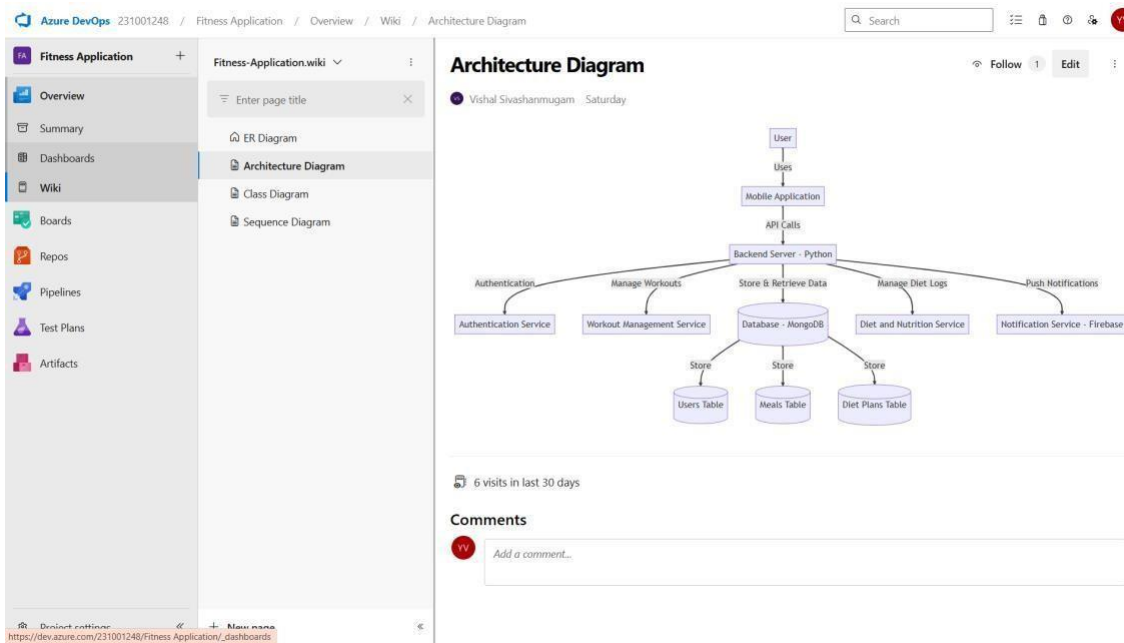 Azure DevOps 231001248 / Fitness Application / Overview / Wiki / Architecture Diagram
Search
YV
FA Fitness Application +
Overview
Summary
Dashboards
Wiki
Boards
Repos
Pipelines
Test Plans
Artifacts
Project settings
https://dev.azure.com/231001248/Fitness Application/_dashboards
Fitness-Application.wiki
Enter page title
ER Diagram
Architecture Diagram
Class Diagram
Sequence Diagram
+ New page
Architecture Diagram
Follow 1 Edit
Vishal Sivashanmugam Saturday
User
Uses
Mobile Application
API Calls
Backend Server - Python
Authentication Manage Workouts Store & Retrieve Data Manage Diet Logs Push Notifications
Authentication Service Workout Management Service Database - MongoDB Diet and Nutrition Service Notification Service - Firebase
Store Store Store
Users Table Meals Table Diet Plans Table
6 visits in last 30 days
Comments
YV Add a comment...